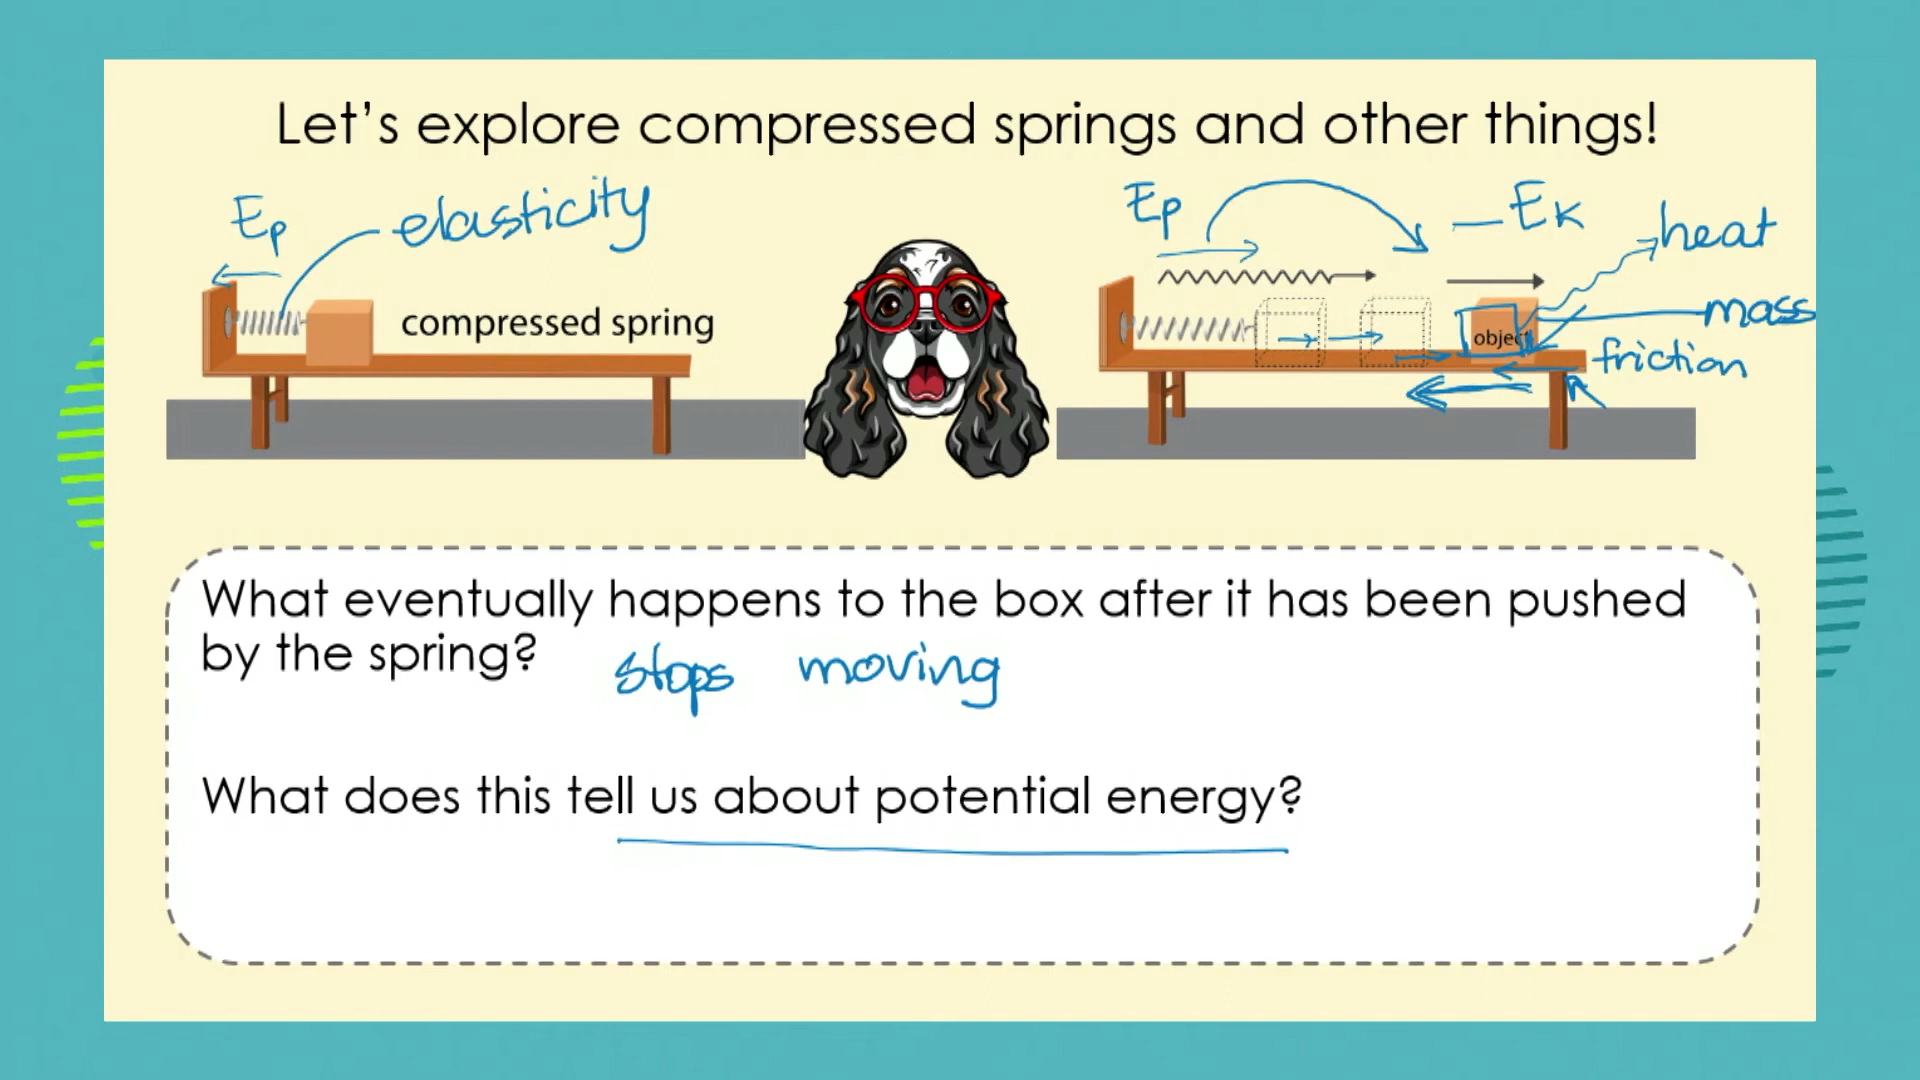 Let's explore compressed springs and other things!
Ep
elasticity
Ep
Ek
heat
compressed spring
object
mass
friction
What eventually happens to the box after it has been pushed
by the spring?
stops moving
What does this tell us about potential energy?